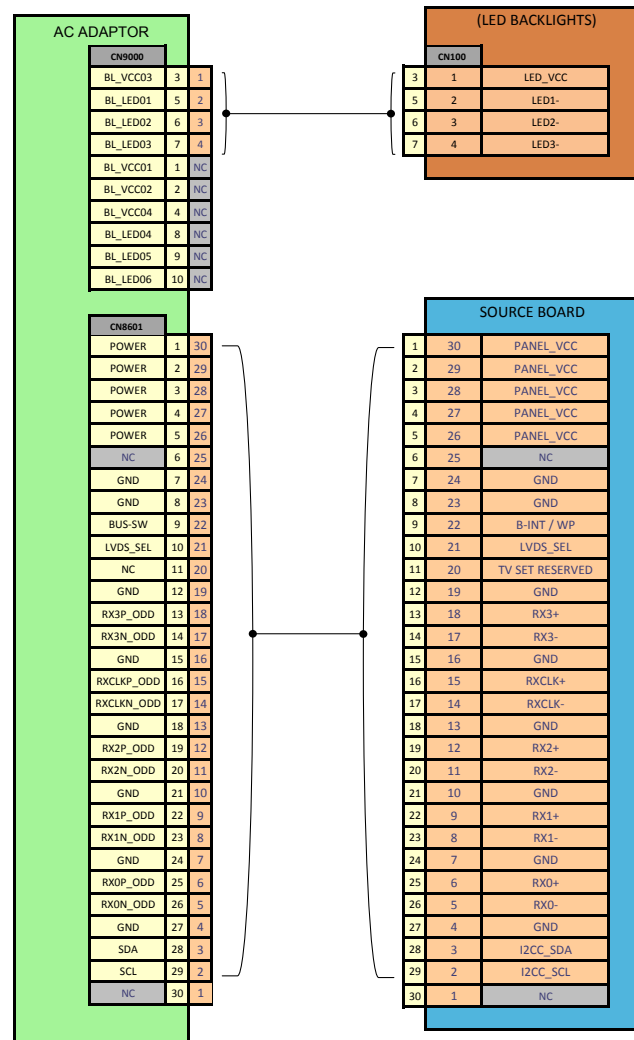 AC ADAPTOR
CN9000
BL_VCC03 3 1
BL_LED01 5 2
BL_LED02 6 3
BL_LED03 7 4
BL_VCC01 1 NC
BL_VCC02 2 NC
BL_VCC04 4 NC
BL_LED04 8 NC
BL_LED05 9 NC
BL_LED06 10 NC
(LED BACKLIGHTS)
CN100
3 1 LED_VCC
5 2 LED1-
6 3 LED2-
7 4 LED3-
CN8601
POWER 1 30
POWER 2 29
POWER 3 28
POWER 4 27
POWER 5 26
NC 6 25
GND 7 24
GND 8 23
BUS-SW 9 22
LVDS_SEL 10 21
NC 11 20
GND 12 19
RX3P_ODD 13 18
RX3N_ODD 14 17
GND 15 16
RXCLKP_ODD 16 15
RXCLKN_ODD 17 14
GND 18 13
RX2P_ODD 19 12
RX2N_ODD 20 11
GND 21 10
RX1P_ODD 22 9
RX1N_ODD 23 8
GND 24 7
RX0P_ODD 25 6
RX0N_ODD 26 5
GND 27 4
SDA 28 3
SCL 29 2
NC 30 1
SOURCE BOARD
1 30 PANEL_VCC
2 29 PANEL_VCC
3 28 PANEL_VCC
4 27 PANEL_VCC
5 26 PANEL_VCC
6 25 NC
7 24 GND
8 23 GND
9 22 B-INT / WP
10 21 LVDS_SEL
11 20 TV SET RESERVED
12 19 GND
13 18 RX3+
14 17 RX3-
15 16 GND
16 15 RXCLK+
17 14 RXCLK-
18 13 GND
19 12 RX2+
20 11 RX2-
21 10 GND
22 9 RX1+
23 8 RX1-
24 7 GND
25 6 RX0+
26 5 RX0-
27 4 GND
28 3 I2CC_SDA
29 2 I2CC_SCL
30 1 NC